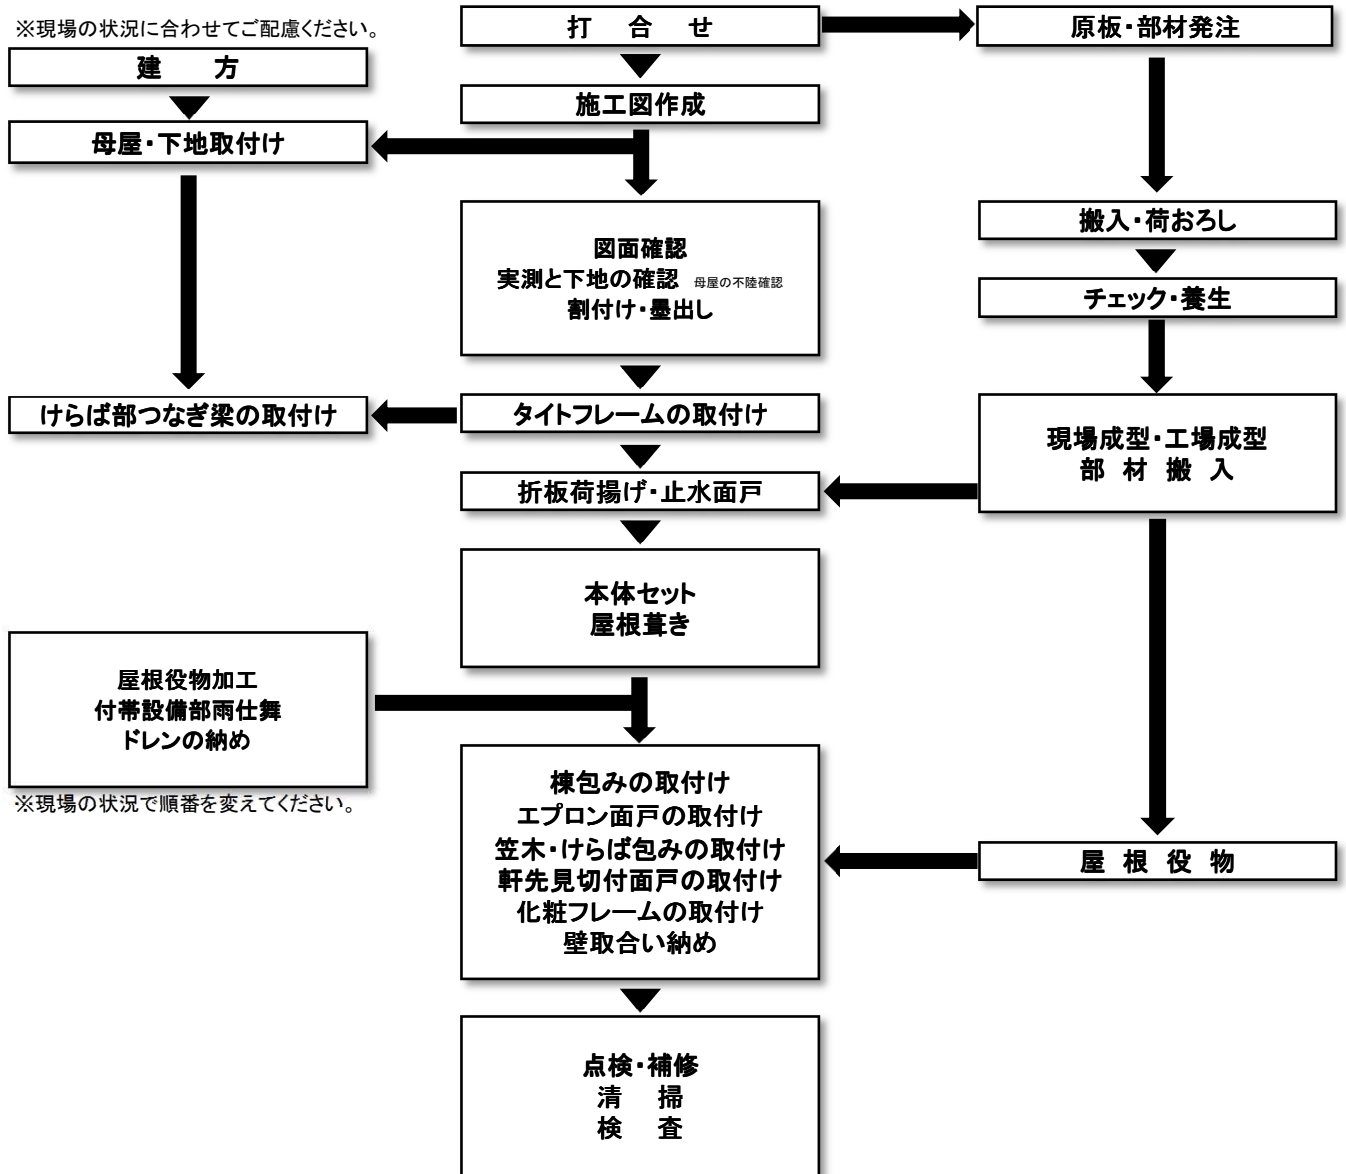 ※現場の状況に合わせてご配慮ください。
打　合　せ
原板・部材発注
建　方
施工図作成
母屋・下地取付け
図面確認
実測と下地の確認　母屋の不陸確認
割付け・墨出し
搬入・荷おろし
チェック・養生
けらば部つなぎ梁の取付け
タイトフレームの取付け
現場成型・工場成型
部　材　搬　入
折板荷揚げ・止水面戸
本体セット
屋根葺き
屋根役物加工
付帯設備部雨仕舞
ドレンの納め
※現場の状況で順番を変えてください。
棟包みの取付け
エプロン面戸の取付け
笠木・けらば包みの取付け
軒先見切付面戸の取付け
化粧フレームの取付け
壁取合い納め
屋　根　役　物
点検・補修
清　掃
検　査